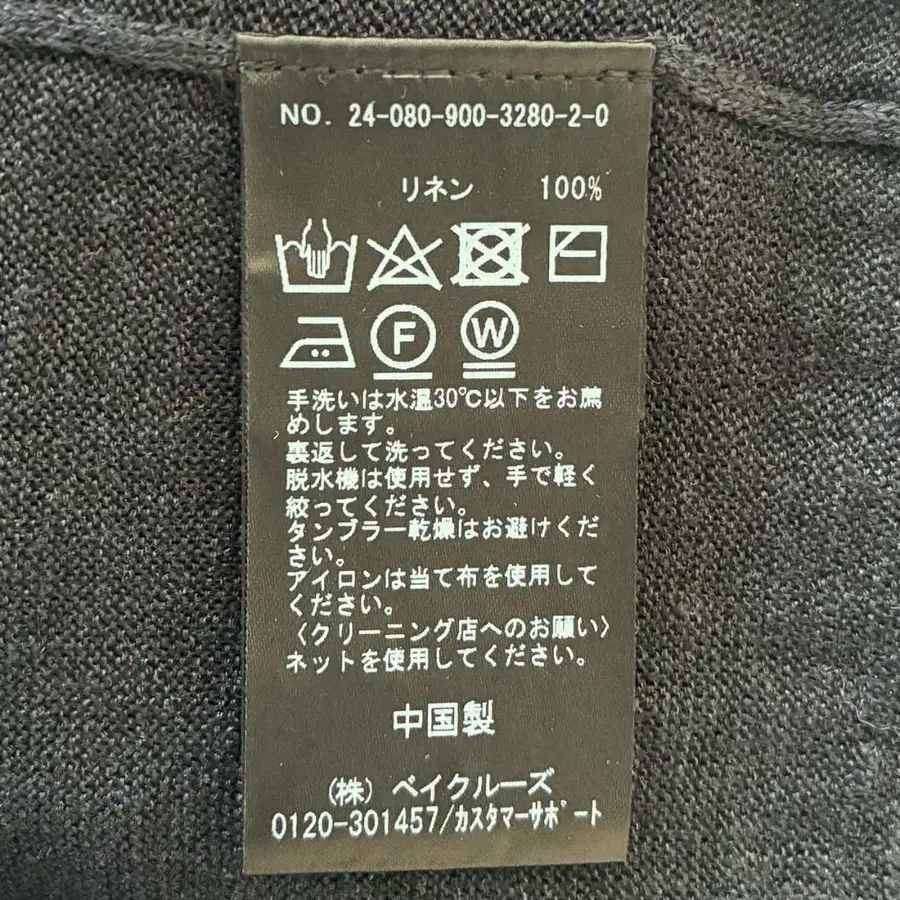 NO. 24-080-900-3280-2-0
リネン 100%
F W
手洗いは水温30℃以下をお薦
めします。
裏返して洗ってください。
脱水機は使用せず、手で軽く
絞ってください。
タンブラー乾燥はお避けくだ
さい。
アイロンは当て布を使用して
ください。
〈クリーニング店へのお願い〉
ネットを使用してください。
中国製
(株) ベイクルーズ
0120-301457/カスタマーサポート